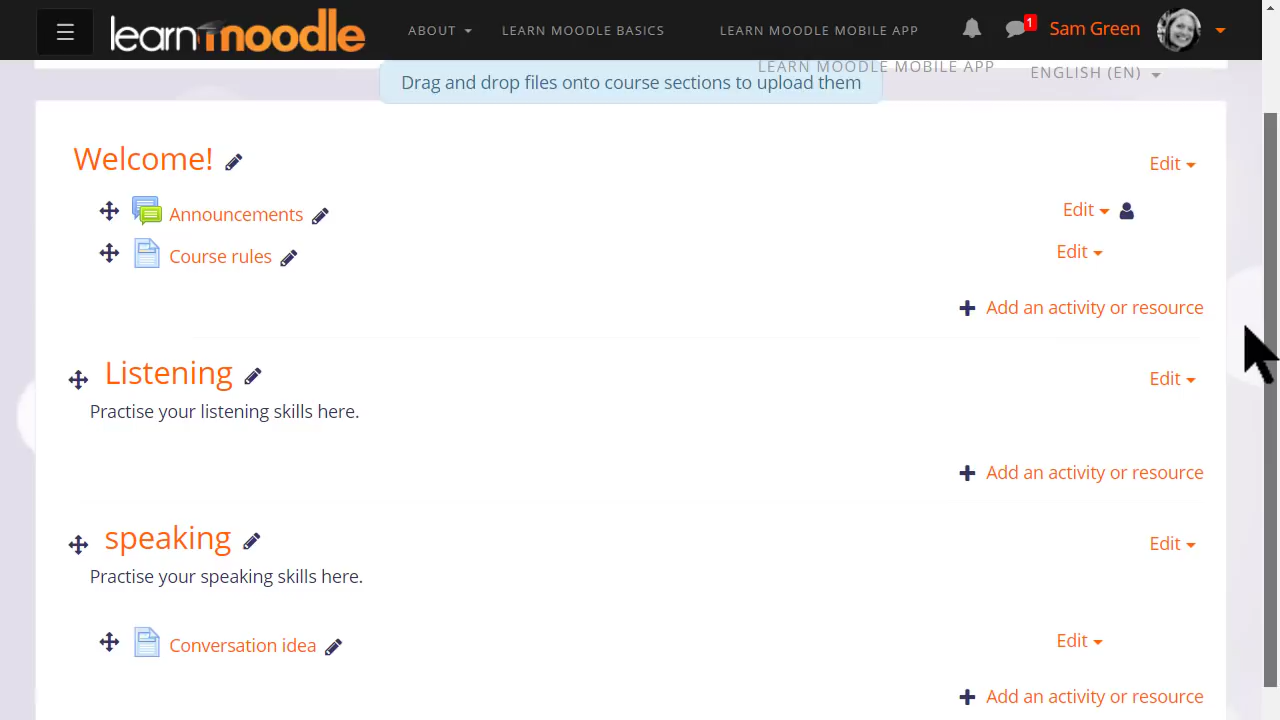 ☰ learn moodle ABOUT LEARN MOODLE BASICS LEARN MOODLE MOBILE APP 1 Sam Green
LEARN MOODLE MOBILE APP ENGLISH (EN)
Drag and drop files onto course sections to upload them
Welcome! Edit
Announcements Edit
Course rules Edit
Add an activity or resource
Listening Edit
Practise your listening skills here.
Add an activity or resource
speaking Edit
Practise your speaking skills here.
Conversation idea Edit
Add an activity or resource